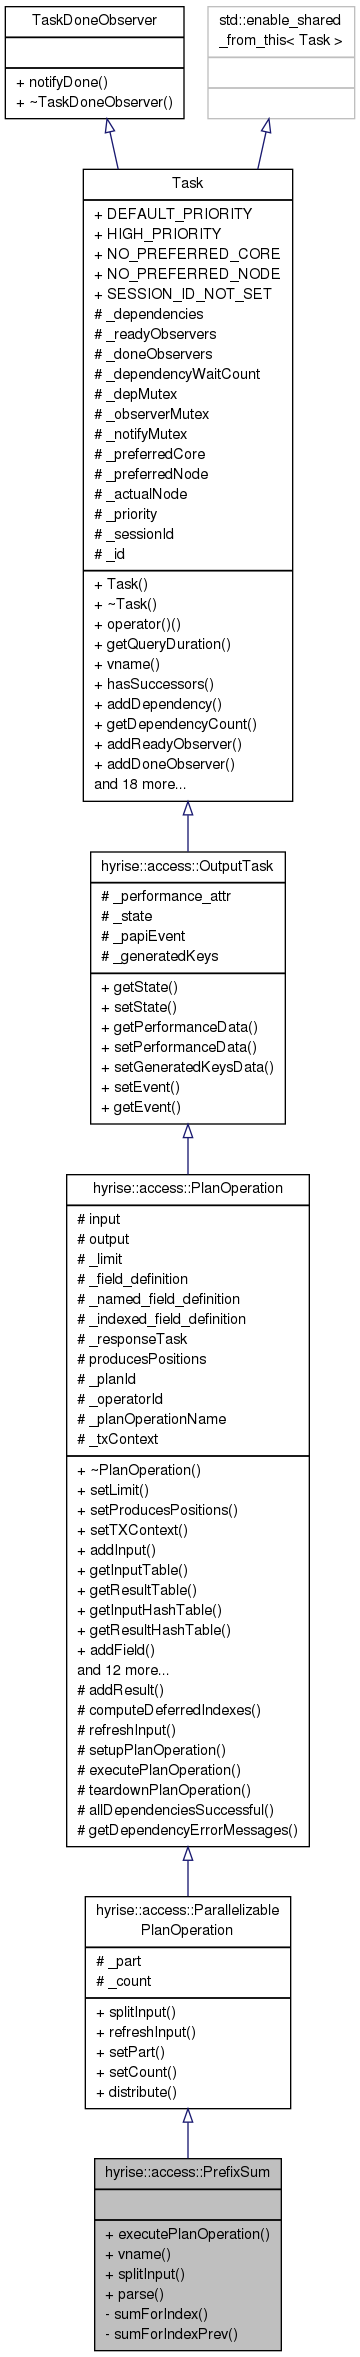 TaskDoneObserver
+ notifyDone()
+ ~TaskDoneObserver()
std::enable_shared
_from_this< Task >
Task
+ DEFAULT_PRIORITY
+ HIGH_PRIORITY
+ NO_PREFERRED_CORE
+ NO_PREFERRED_NODE
+ SESSION_ID_NOT_SET
# _dependencies
# _readyObservers
# _doneObservers
# _dependencyWaitCount
# _depMutex
# _observerMutex
# _notifyMutex
# _preferredCore
# _preferredNode
# _actualNode
# _priority
# _sessionId
# _id
+ Task()
+ ~Task()
+ operator()()
+ getQueryDuration()
+ vname()
+ hasSuccessors()
+ addDependency()
+ getDependencyCount()
+ addReadyObserver()
+ addDoneObserver()
and 18 more...
hyrise::access::OutputTask
# _performance_attr
# _state
# _papiEvent
# _generatedKeys
+ getState()
+ setState()
+ getPerformanceData()
+ setPerformanceData()
+ setGeneratedKeysData()
+ setEvent()
+ getEvent()
hyrise::access::PlanOperation
# input
# output
# _limit
# _field_definition
# _named_field_definition
# _indexed_field_definition
# _responseTask
# producesPositions
# _planId
# _operatorId
# _planOperationName
# _txContext
+ ~PlanOperation()
+ setLimit()
+ setProducesPositions()
+ setTXContext()
+ addInput()
+ getInputTable()
+ getResultTable()
+ getInputHashTable()
+ getResultHashTable()
+ addField()
and 12 more...
# addResult()
# computeDeferredIndexes()
# refreshInput()
# setupPlanOperation()
# executePlanOperation()
# teardownPlanOperation()
# allDependenciesSuccessful()
# getDependencyErrorMessages()
hyrise::access::Parallelizable
PlanOperation
# _part
# _count
+ splitInput()
+ refreshInput()
+ setPart()
+ setCount()
+ distribute()
hyrise::access::PrefixSum
+ executePlanOperation()
+ vname()
+ splitInput()
+ parse()
- sumForIndex()
- sumForIndexPrev()